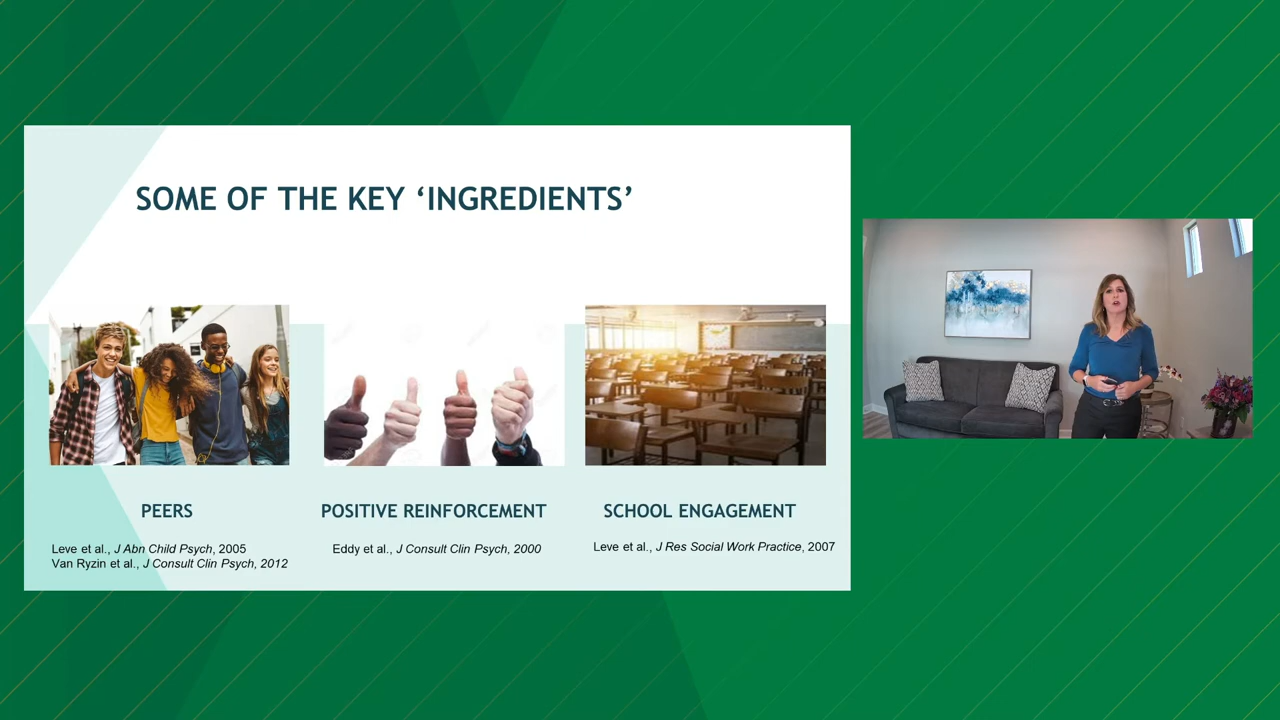 SOME OF THE KEY ‘INGREDIENTS’
PEERS
Leve et al., J Abn Child Psych, 2005
Van Ryzin et al., J Consult Clin Psych, 2012
POSITIVE REINFORCEMENT
Eddy et al., J Consult Clin Psych, 2000
SCHOOL ENGAGEMENT
Leve et al., J Res Social Work Practice, 2007